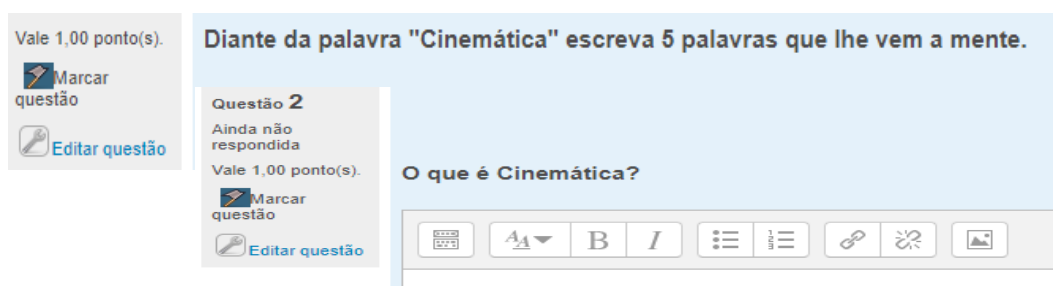 Vale 1,00 ponto(s).
Marcar
questão
Editar questão
Diante da palavra "Cinemática" escreva 5 palavras que lhe vem a mente.
Questão 2
Ainda não
respondida
Vale 1,00 ponto(s).
Marcar
questão
Editar questão
O que é Cinemática?